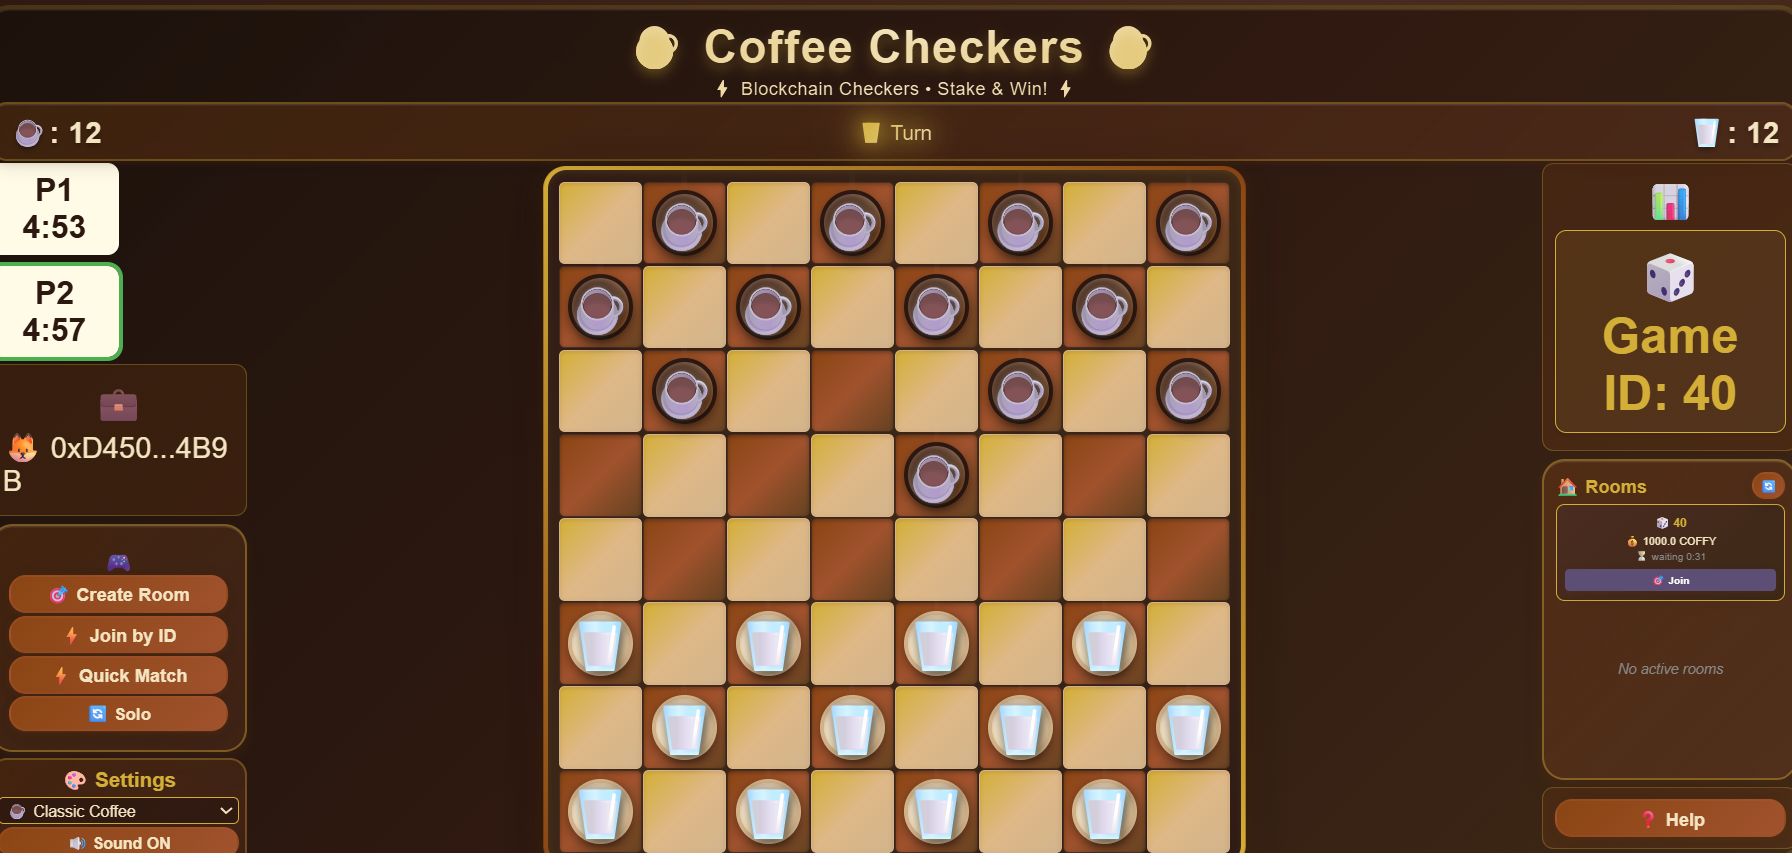 Coffee Checkers
Blockchain Checkers • Stake & Win!
: 12
Turn
: 12
P1
4:53
P2
4:57
0xD450...4B9
B
Create Room
Join by ID
Quick Match
Solo
Settings
Classic Coffee
Sound ON
Game
ID: 40
Rooms
40
1000.0 COFFY
waiting 0:31
Join
No active rooms
Help